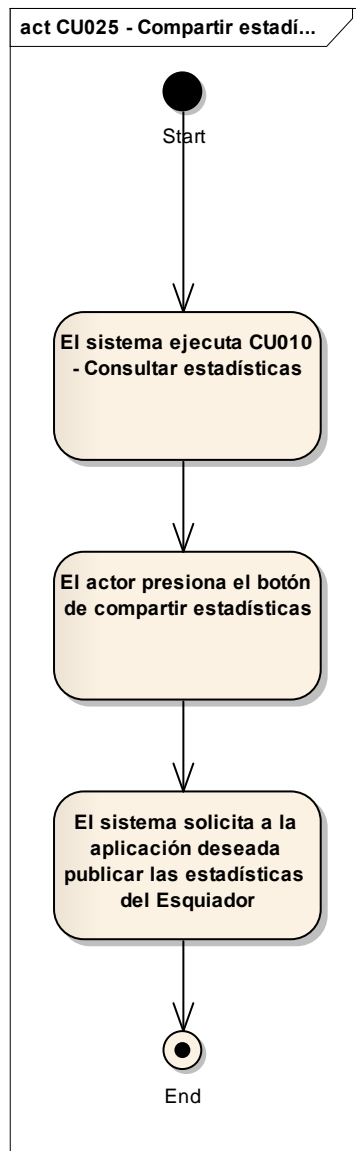 act CU025 - Compartir estadí...
Start
El sistema ejecuta CU010
- Consultar estadísticas
El actor presiona el botón
de compartir estadísticas
El sistema solicita a la
aplicación deseada
publicar las estadísticas
del Esquiador
End